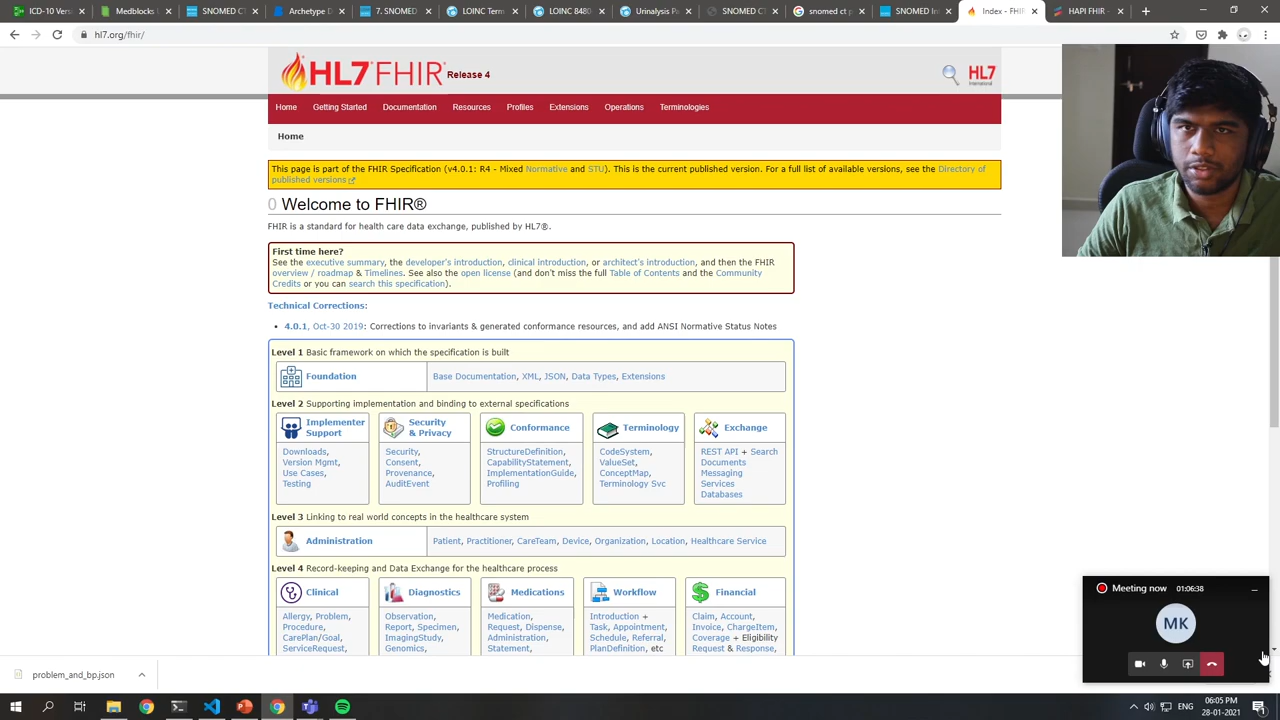 ICD-10 Vers
Medblocks
Archetype D
LOINC Term
LOINC 8480-
Urinalysis Pa
SNOMED CT
snomed ct p
SNOMED Int
SNOMED CT
Index - FHIR
HAPI FHIR -
hl7.org/fhir/
HL7 FHIR Release 4
HL7 International
Home Getting Started Documentation Resources Profiles Extensions Operations Terminologies
Home
This page is part of the FHIR Specification (v4.0.1: R4 - Mixed Normative and STU). This is the current published version. For a full list of available versions, see the Directory of
published versions
0 Welcome to FHIR®
FHIR is a standard for health care data exchange, published by HL7®.
First time here?
See the executive summary, the developer's introduction, clinical introduction, or architect's introduction, and then the FHIR
overview / roadmap & Timelines. See also the open license (and don't miss the full Table of Contents and the Community
Credits or you can search this specification).
Technical Corrections:
• 4.0.1, Oct-30 2019: Corrections to invariants & generated conformance resources, and add ANSI Normative Status Notes
Level 1 Basic framework on which the specification is built
Foundation
Base Documentation, XML, JSON, Data Types, Extensions
Level 2 Supporting implementation and binding to external specifications
Implementer
Support
Downloads,
Version Mgmt,
Use Cases,
Testing
Security
& Privacy
Security,
Consent,
Provenance,
AuditEvent
Conformance
StructureDefinition,
CapabilityStatement,
ImplementationGuide,
Profiling
Terminology
CodeSystem,
ValueSet,
ConceptMap,
Terminology Svc
Exchange
REST API + Search
Documents
Messaging
Services
Databases
Level 3 Linking to real world concepts in the healthcare system
Administration
Patient, Practitioner, CareTeam, Device, Organization, Location, Healthcare Service
Level 4 Record-keeping and Data Exchange for the healthcare process
Clinical
Allergy, Problem,
Procedure,
CarePlan/Goal,
ServiceRequest,
Diagnostics
Observation,
Report, Specimen,
ImagingStudy,
Genomics,
Medications
Medication,
Request, Dispense,
Administration,
Statement,
Workflow
Introduction +
Task, Appointment,
Schedule, Referral,
PlanDefinition, etc
Financial
Claim, Account,
Invoice, ChargeItem,
Coverage + Eligibility
Request & Response,
Meeting now 01:06:38
MK
problem_and_bp.json
ENG
06:05 PM
28-01-2021
1